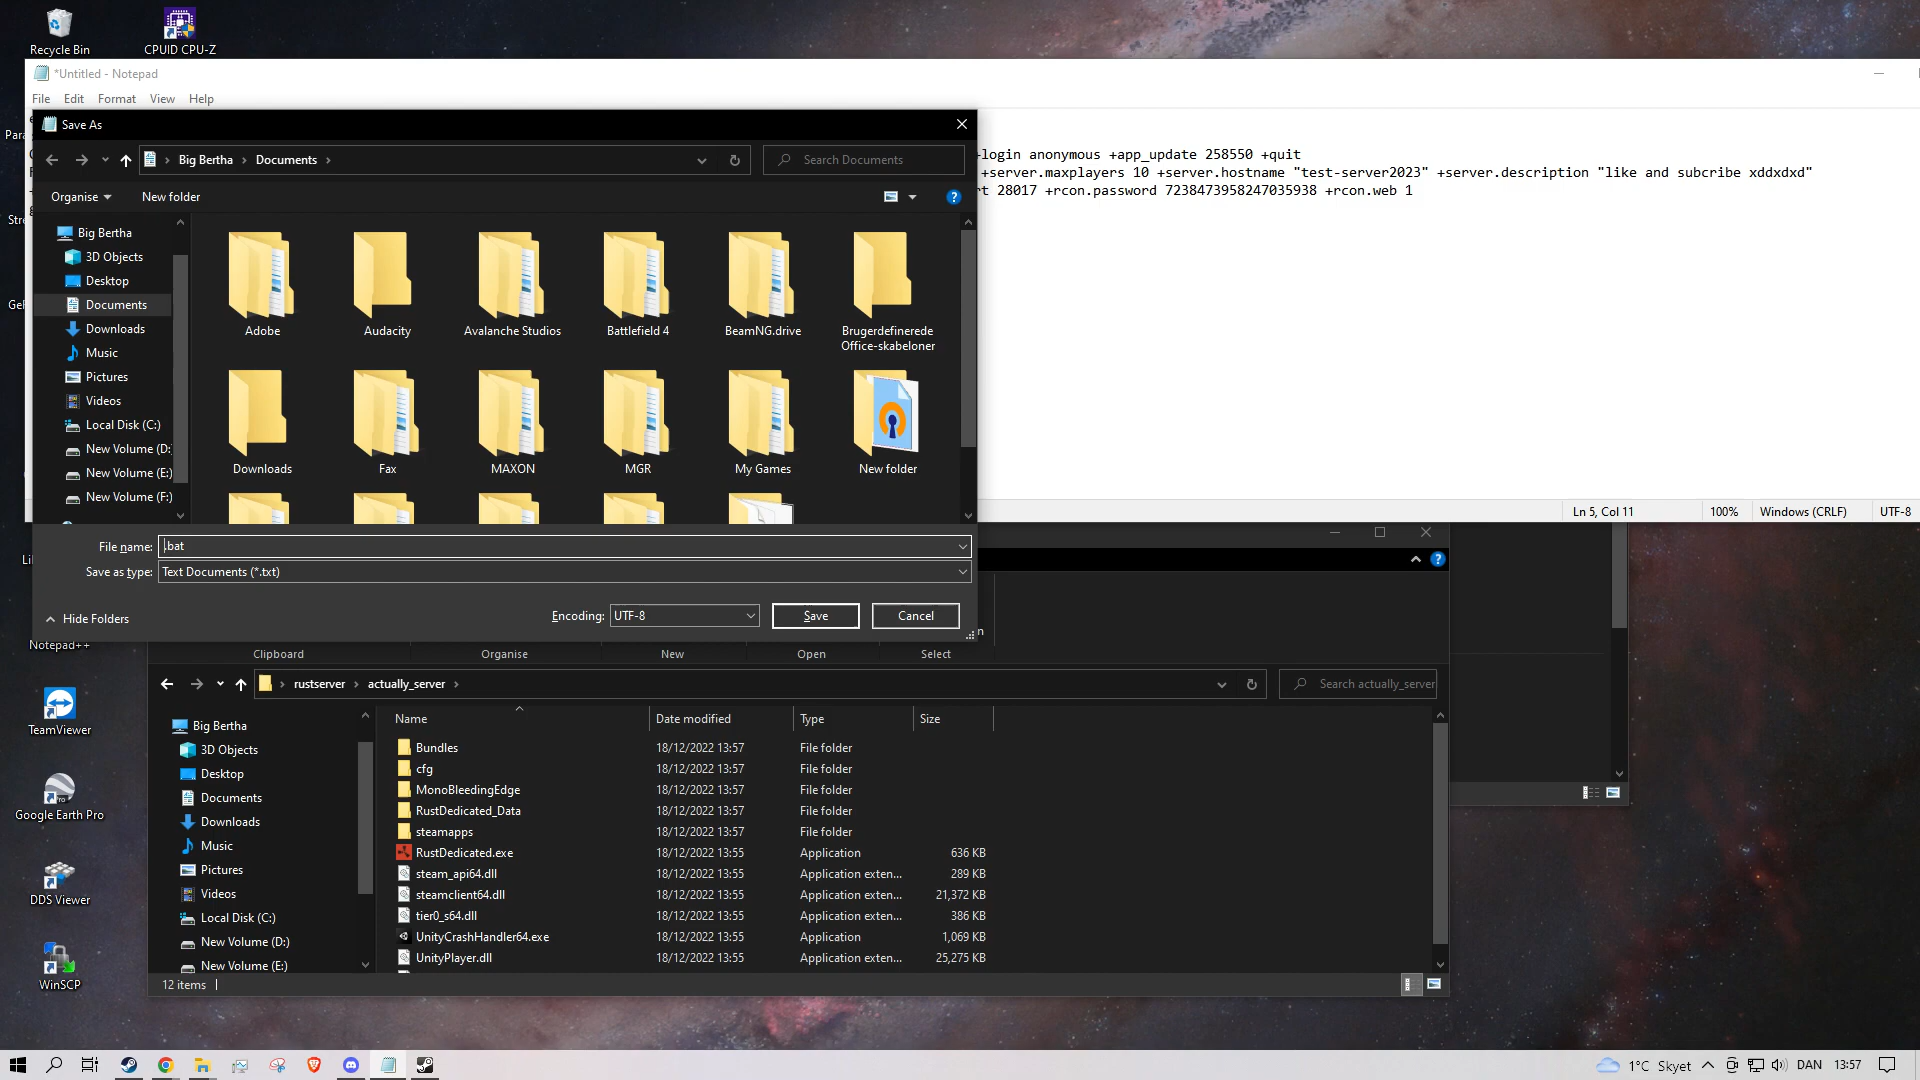 Recycle Bin
CPUID CPU-Z
*Untitled - Notepad
File Edit Format View Help
Save As
Big Bertha
Documents
Search Documents
+login anonymous +app_update 258550 +quit
+server.maxplayers 10 +server.hostname "test-server2023" +server.description "like and subcribe xddxdxd"
rt 28017 +rcon.password 7238473958247035938 +rcon.web 1
Organise
New folder
Big Bertha
3D Objects
Desktop
Documents
Downloads
Music
Pictures
Videos
Local Disk (C:)
New Volume (D:
New Volume (E:)
New Volume (F:)
Adobe
Audacity
Avalanche Studios
Battlefield 4
BeamNG.drive
Brugerdefinerede
Office-skabeloner
Downloads
Fax
MAXON
MGR
My Games
New folder
Ln 5, Col 11
100%
Windows (CRLF)
UTF-8
File name: .bat
Save as type: Text Documents (*.txt)
Hide Folders
Encoding: UTF-8
Save
Cancel
Notepad++
Clipboard
Organise
New
Open
Select
rustserver
actually_server
Search actually_server
Big Bertha
3D Objects
Desktop
Documents
Downloads
Music
Pictures
Videos
Local Disk (C:)
New Volume (D:)
New Volume (E:)
Name Date modified Type Size
Bundles 18/12/2022 13:57 File folder
cfg 18/12/2022 13:57 File folder
MonoBleedingEdge 18/12/2022 13:57 File folder
RustDedicated_Data 18/12/2022 13:57 File folder
steamapps 18/12/2022 13:57 File folder
RustDedicated.exe 18/12/2022 13:55 Application 636 KB
steam_api64.dll 18/12/2022 13:55 Application exten... 289 KB
steamclient64.dll 18/12/2022 13:55 Application exten... 21,372 KB
tier0_s64.dll 18/12/2022 13:55 Application exten... 386 KB
UnityCrashHandler64.exe 18/12/2022 13:55 Application 1,069 KB
UnityPlayer.dll 18/12/2022 13:55 Application exten... 25,275 KB
12 items
TeamViewer
Google Earth Pro
DDS Viewer
WinSCP
1°C Skyet
DAN
13:57